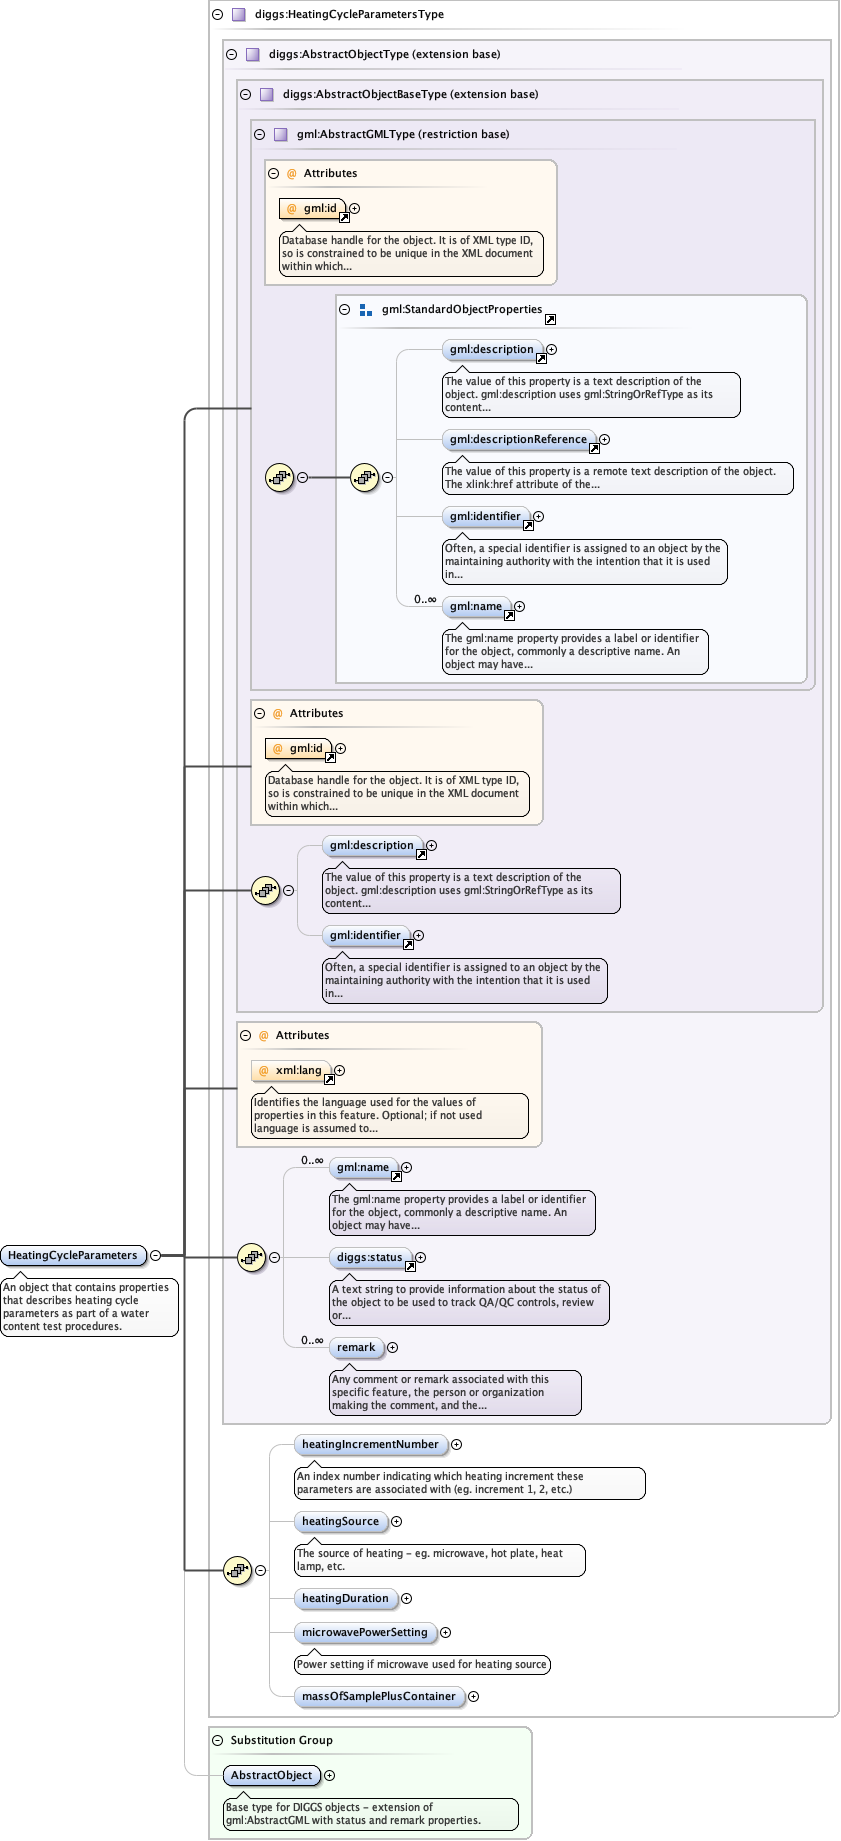 diggs:HeatingCycleParametersType
diggs:AbstractObjectType (extension base)
diggs:AbstractObjectBaseType (extension base)
gml:AbstractGMLType (restriction base)
@ Attributes
@ gml:id
Database handle for the object. It is of XML type ID,
so is constrained to be unique in the XML document
within which...
gml:StandardObjectProperties
gml:description
The value of this property is a text description of the
object. gml:description uses gml:StringOrRefType as its
content...
gml:descriptionReference
The value of this property is a remote text description of the object.
The xlink:href attribute of the...
gml:identifier
Often, a special identifier is assigned to an object by the
maintaining authority with the intention that it is used
in...
0..∞
gml:name
The gml:name property provides a label or identifier
for the object, commonly a descriptive name. An
object may have...
@ Attributes
@ gml:id
Database handle for the object. It is of XML type ID,
so is constrained to be unique in the XML document
within which...
gml:description
The value of this property is a text description of the
object. gml:description uses gml:StringOrRefType as its
content...
gml:identifier
Often, a special identifier is assigned to an object by the
maintaining authority with the intention that it is used
in...
@ Attributes
@ xml:lang
Identifies the language used for the values of
properties in this feature. Optional; if not used
language is assumed to...
0..∞
gml:name
The gml:name property provides a label or identifier
for the object, commonly a descriptive name. An
object may have...
HeatingCycleParameters
An object that contains properties
that describes heating cycle
parameters as part of a water
content test procedures.
diggs:status
A text string to provide information about the status of
the object to be used to track QA/QC controls, review
or...
0..∞
remark
Any comment or remark associated with this
specific feature, the person or organization
making the comment, and the...
heatingIncrementNumber
An index number indicating which heating increment these
parameters are associated with (eg. increment 1, 2, etc.)
heatingSource
The source of heating - eg. microwave, hot plate, heat
lamp, etc.
heatingDuration
microwavePowerSetting
Power setting if microwave used for heating source
massOfSamplePlusContainer
Substitution Group
AbstractObject
Base type for DIGGS objects - extension of
gml:AbstractGML with status and remark properties.